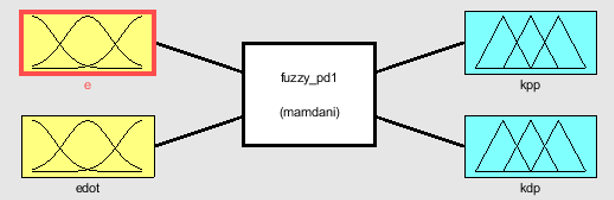 fuzzy_pd1
(mamdani)
e
kpp
edot
kdp